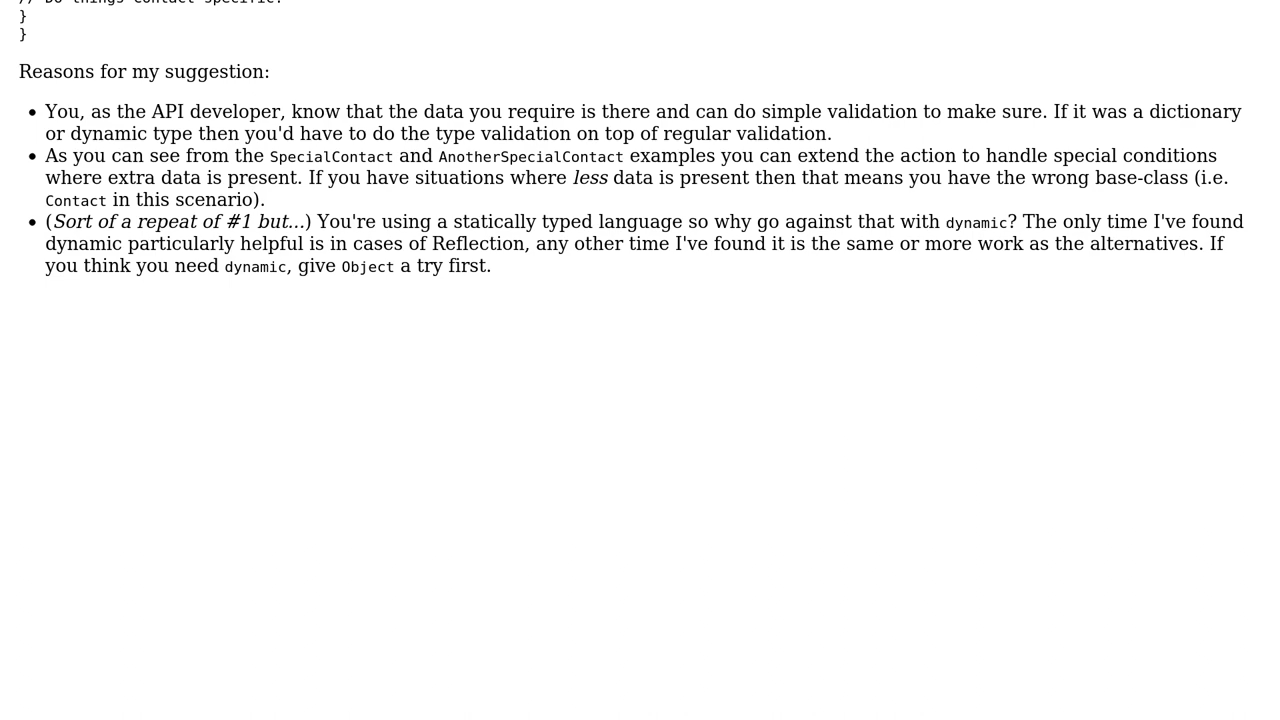 // Do things contact specific.
}
}
Reasons for my suggestion:
• You, as the API developer, know that the data you require is there and can do simple validation to make sure. If it was a dictionary
or dynamic type then you'd have to do the type validation on top of regular validation.
• As you can see from the SpecialContact and AnotherSpecialContact examples you can extend the action to handle special conditions
where extra data is present. If you have situations where less data is present then that means you have the wrong base-class (i.e.
Contact in this scenario).
• (Sort of a repeat of #1 but...) You're using a statically typed language so why go against that with dynamic? The only time I've found
dynamic particularly helpful is in cases of Reflection, any other time I've found it is the same or more work as the alternatives. If
you think you need dynamic, give Object a try first.